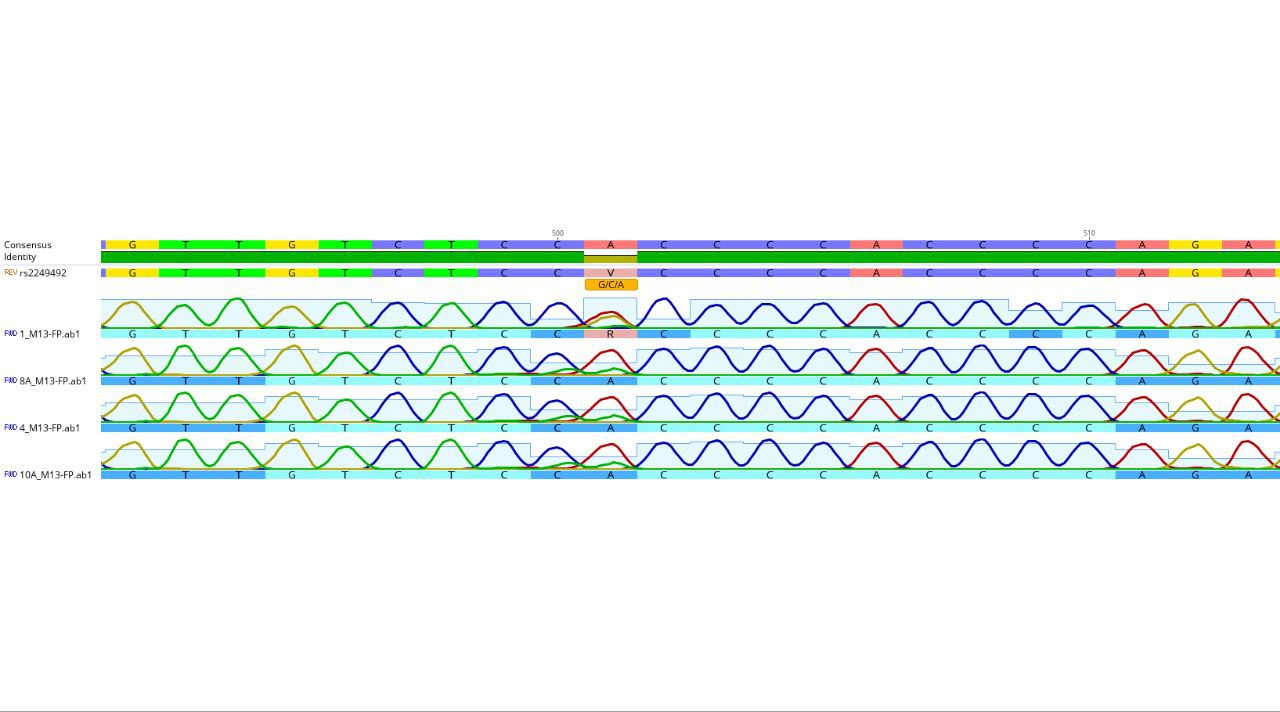 500 510
Consensus G T T G T C T C C A C C C C A C C C C A G A
Identity
REV rs2249492 G T T G T C T C C V C C C C A C C C C A G A
G/C/A
FWD 1_M13-FP.ab1 G T T G T C T C C R C C C C A C C C C A G A
FWD 8A_M13-FP.ab1 G T T G T C T C C A C C C C A C C C C A G A
FWD 4_M13-FP.ab1 G T T G T C T C C A C C C C A C C C C A G A
FWD 10A_M13-FP.ab1 G T T G T C T C C A C C C C A C C C C A G A